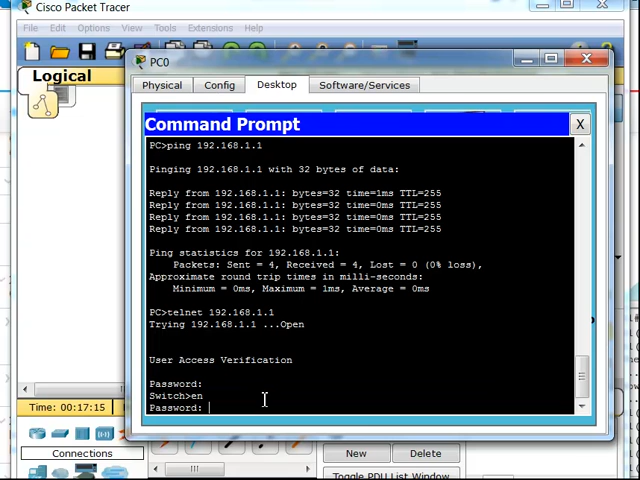 Cisco Packet Tracer
File Edit Options View Tools Extensions Help
Logical
PC0
Physical Config Desktop Software/Services
Command Prompt X
PC>ping 192.168.1.1
Pinging 192.168.1.1 with 32 bytes of data:
Reply from 192.168.1.1: bytes=32 time=1ms TTL=255
Reply from 192.168.1.1: bytes=32 time=0ms TTL=255
Reply from 192.168.1.1: bytes=32 time=0ms TTL=255
Reply from 192.168.1.1: bytes=32 time=0ms TTL=255
Ping statistics for 192.168.1.1:
Packets: Sent = 4, Received = 4, Lost = 0 (0% loss),
Approximate round trip times in milli-seconds:
Minimum = 0ms, Maximum = 1ms, Average = 0ms
PC>telnet 192.168.1.1
Trying 192.168.1.1 ...Open
User Access Verification
Password:
Switch>en
Password:
Time: 00:17:15
Connections
New Delete
Toggle PDU List Window